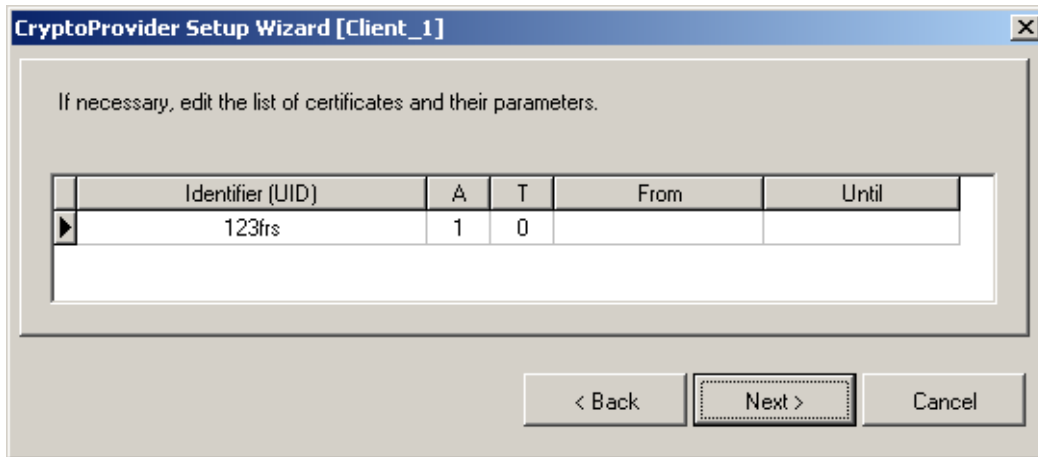 CryptoProvider Setup Wizard [Client_1]
If necessary, edit the list of certificates and their parameters.
Identifier (UID) A T From Until
123frs 1 0
< Back Next > Cancel